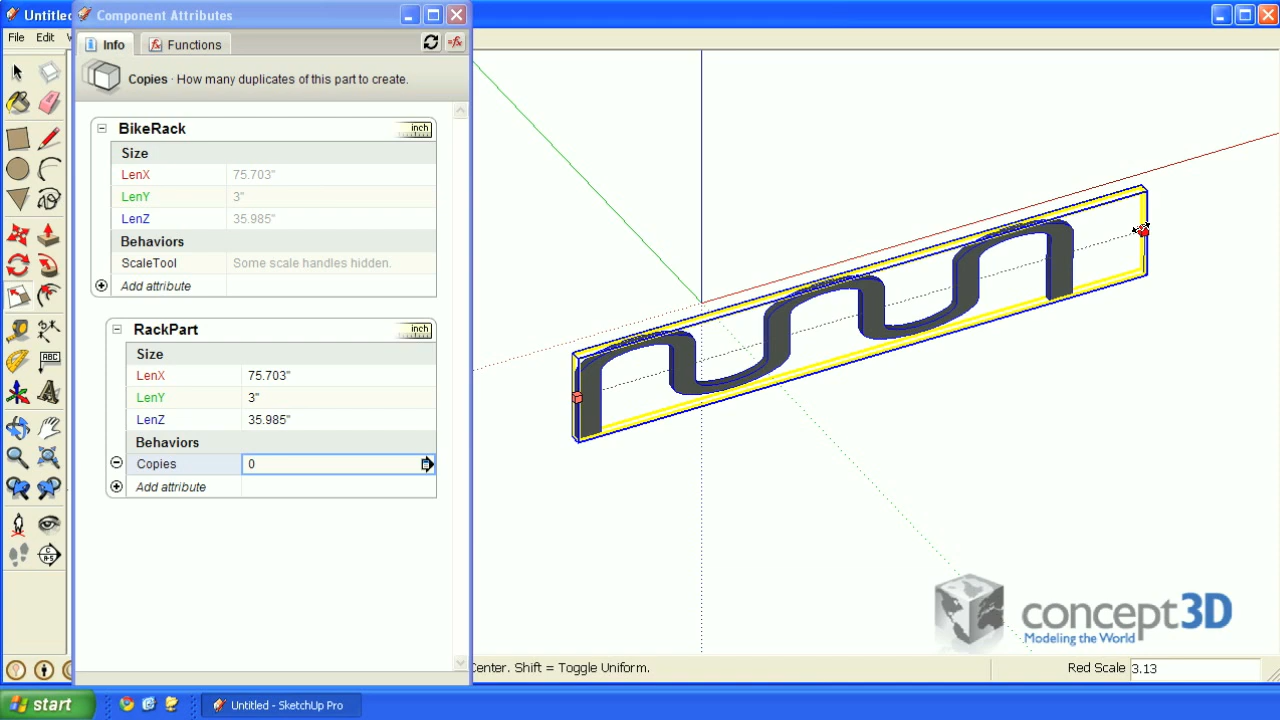 Untitled
Component Attributes
File Edit
Info
Functions
=fx
Copies · How many duplicates of this part to create.
BikeRack
inch
Size
LenX 75.703"
LenY 3"
LenZ 35.985"
Behaviors
ScaleTool Some scale handles hidden.
Add attribute
RackPart
inch
Size
LenX 75.703"
LenY 3"
LenZ 35.985"
Behaviors
Copies 0
Add attribute
ABC
concept3D
Modeling the World
Center. Shift = Toggle Uniform.
Red Scale 3.13
start
Untitled - SketchUp Pro